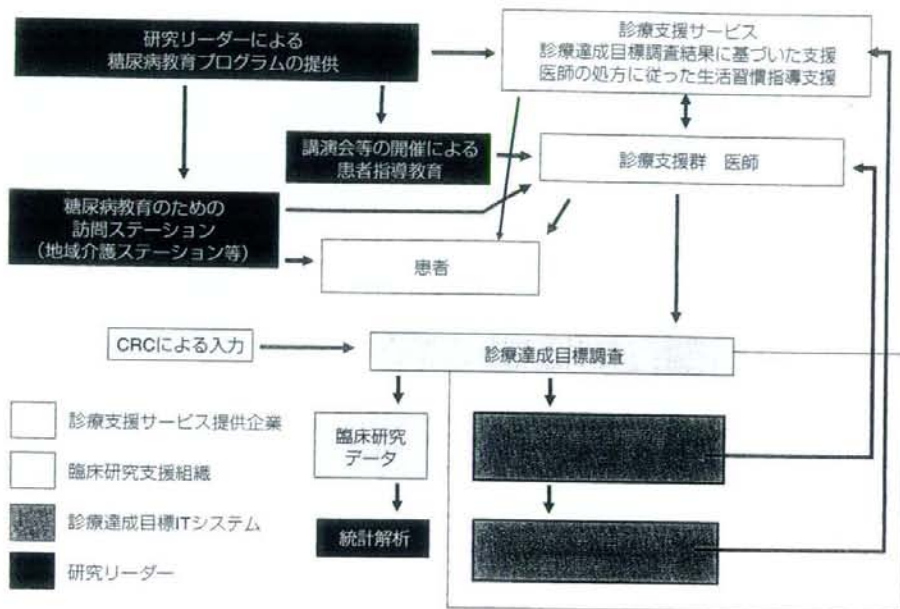 研究リーダーによる
糖尿病教育プログラムの提供
診療支援サービス
診療達成目標調査結果に基づいた支援
医師の処方に従った生活習慣指導支援
講演会等の開催による
患者指導教育
診療支援群 医師
糖尿病教育のための
訪問ステーション
（地域介護ステーション等）
患者
CRCによる入力
診療達成目標調査
臨床研究
データ
統計解析
診療支援サービス提供企業
臨床研究支援組織
診療達成目標ITシステム
研究リーダー